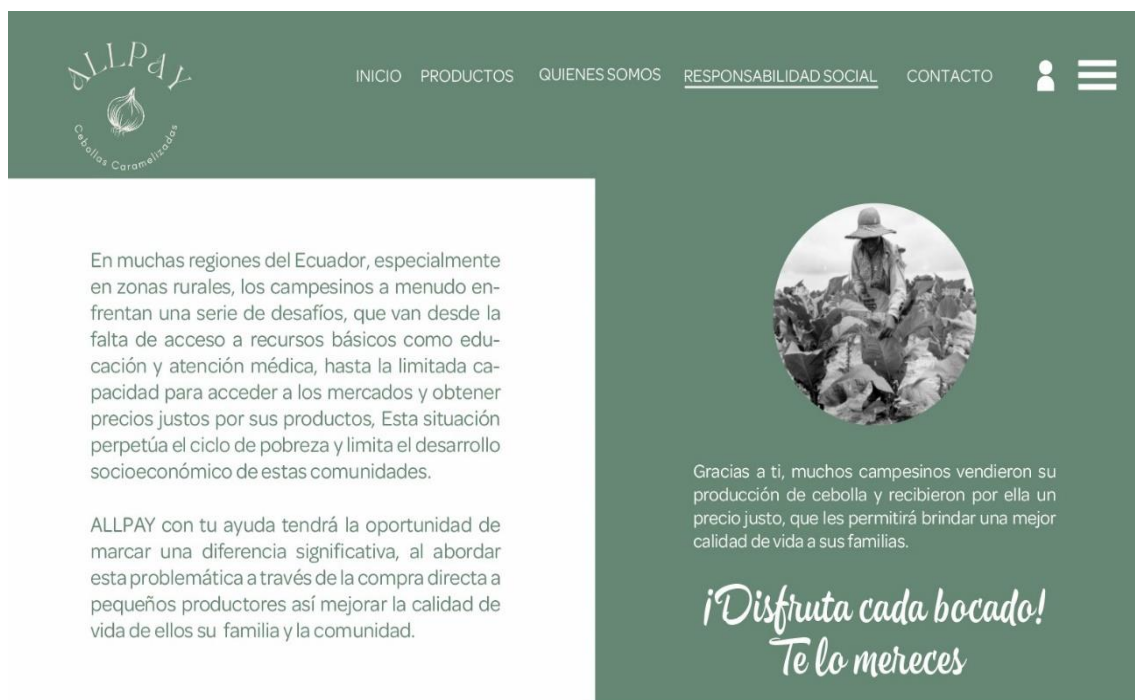 ALLPAY
Cebollas Caramelizadas
INICIO PRODUCTOS QUIENES SOMOS RESPONSABILIDAD SOCIAL CONTACTO
En muchas regiones del Ecuador, especialmente
en zonas rurales, los campesinos a menudo en-
frentan una serie de desafíos, que van desde la
falta de acceso a recursos básicos como edu-
cación y atención médica, hasta la limitada ca-
pacidad para acceder a los mercados y obtener
precios justos por sus productos, Esta situación
perpetúa el ciclo de pobreza y limita el desarrollo
socioeconómico de estas comunidades.
ALLPAY con tu ayuda tendrá la oportunidad de
marcar una diferencia significativa, al abordar
esta problemática a través de la compra directa a
pequeños productores así mejorar la calidad de
vida de ellos su familia y la comunidad.
Gracias a ti, muchos campesinos vendieron su
producción de cebolla y recibieron por ella un
precio justo, que les permitirá brindar una mejor
calidad de vida a sus familias.
¡Disfruta cada bocado!
Te lo mereces